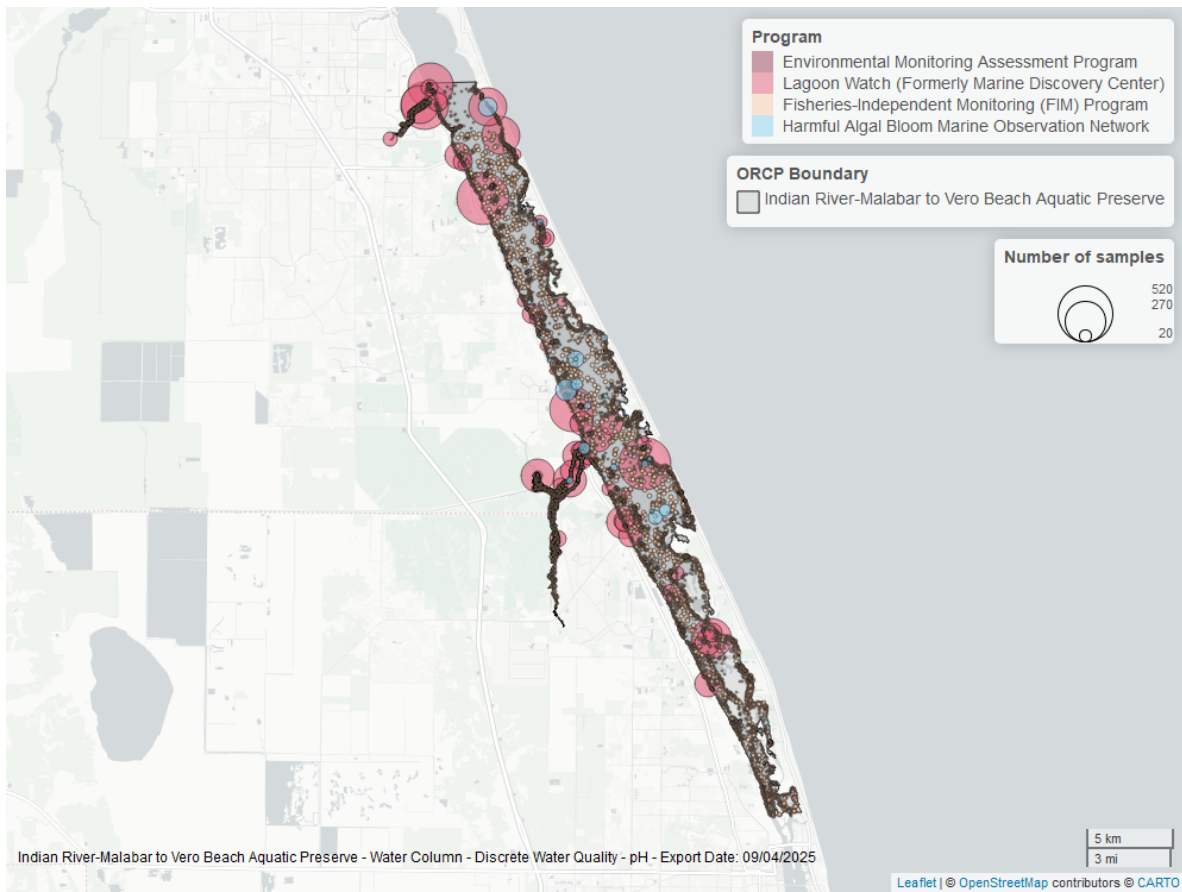 Program
Environmental Monitoring Assessment Program
Lagoon Watch (Formerly Marine Discovery Center)
Fisheries-Independent Monitoring (FIM) Program
Harmful Algal Bloom Marine Observation Network
ORCP Boundary
Indian River-Malabar to Vero Beach Aquatic Preserve
Number of samples
520
270
20
5 km
3 mi
Indian River-Malabar to Vero Beach Aquatic Preserve - Water Column - Discrete Water Quality - pH - Export Date: 09/04/2025
Leaflet | © OpenStreetMap contributors © CARTO